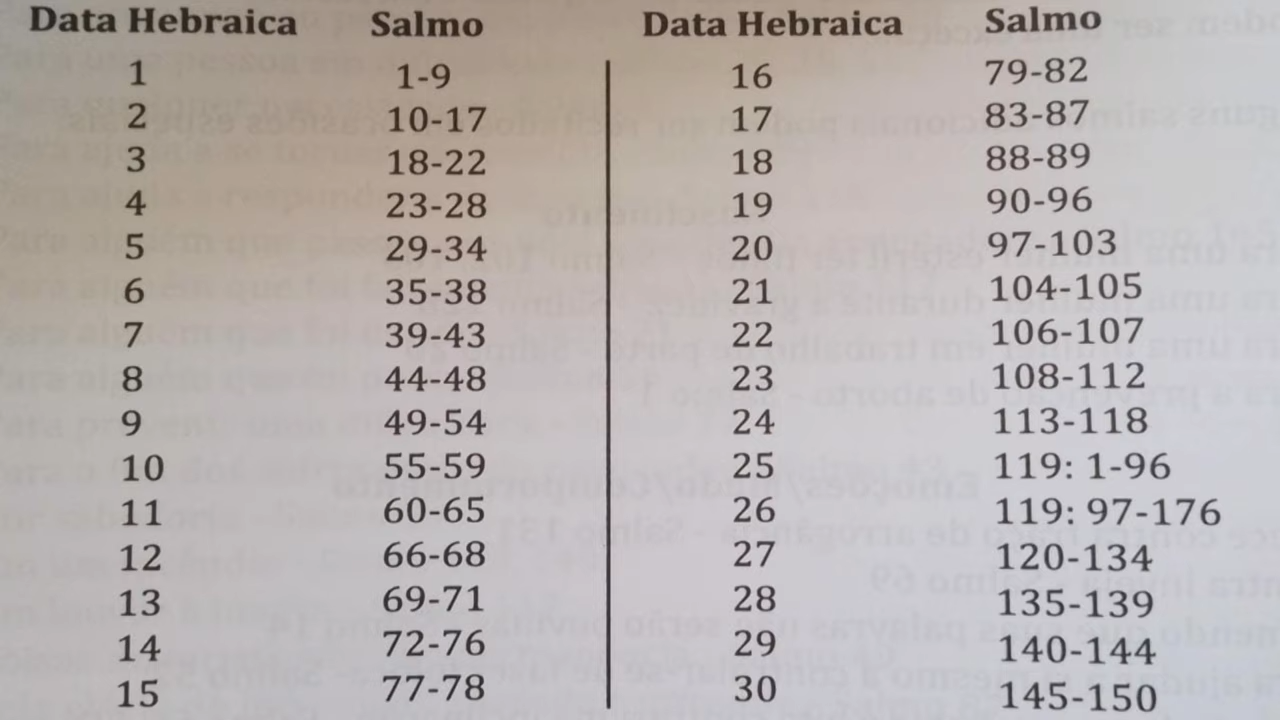 Data Hebraica Salmo Data Hebraica Salmo
1 1-9 16 79-82
2 10-17 17 83-87
3 18-22 18 88-89
4 23-28 19 90-96
5 29-34 20 97-103
6 35-38 21 104-105
7 39-43 22 106-107
8 44-48 23 108-112
9 49-54 24 113-118
10 55-59 25 119: 1-96
11 60-65 26 119: 97-176
12 66-68 27 120-134
13 69-71 28 135-139
14 72-76 29 140-144
15 77-78 30 145-150